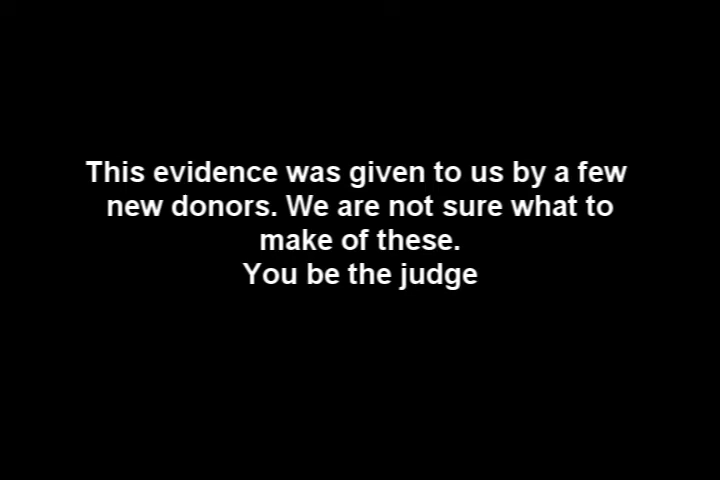 This evidence was given to us by a few
new donors. We are not sure what to
make of these.
You be the judge